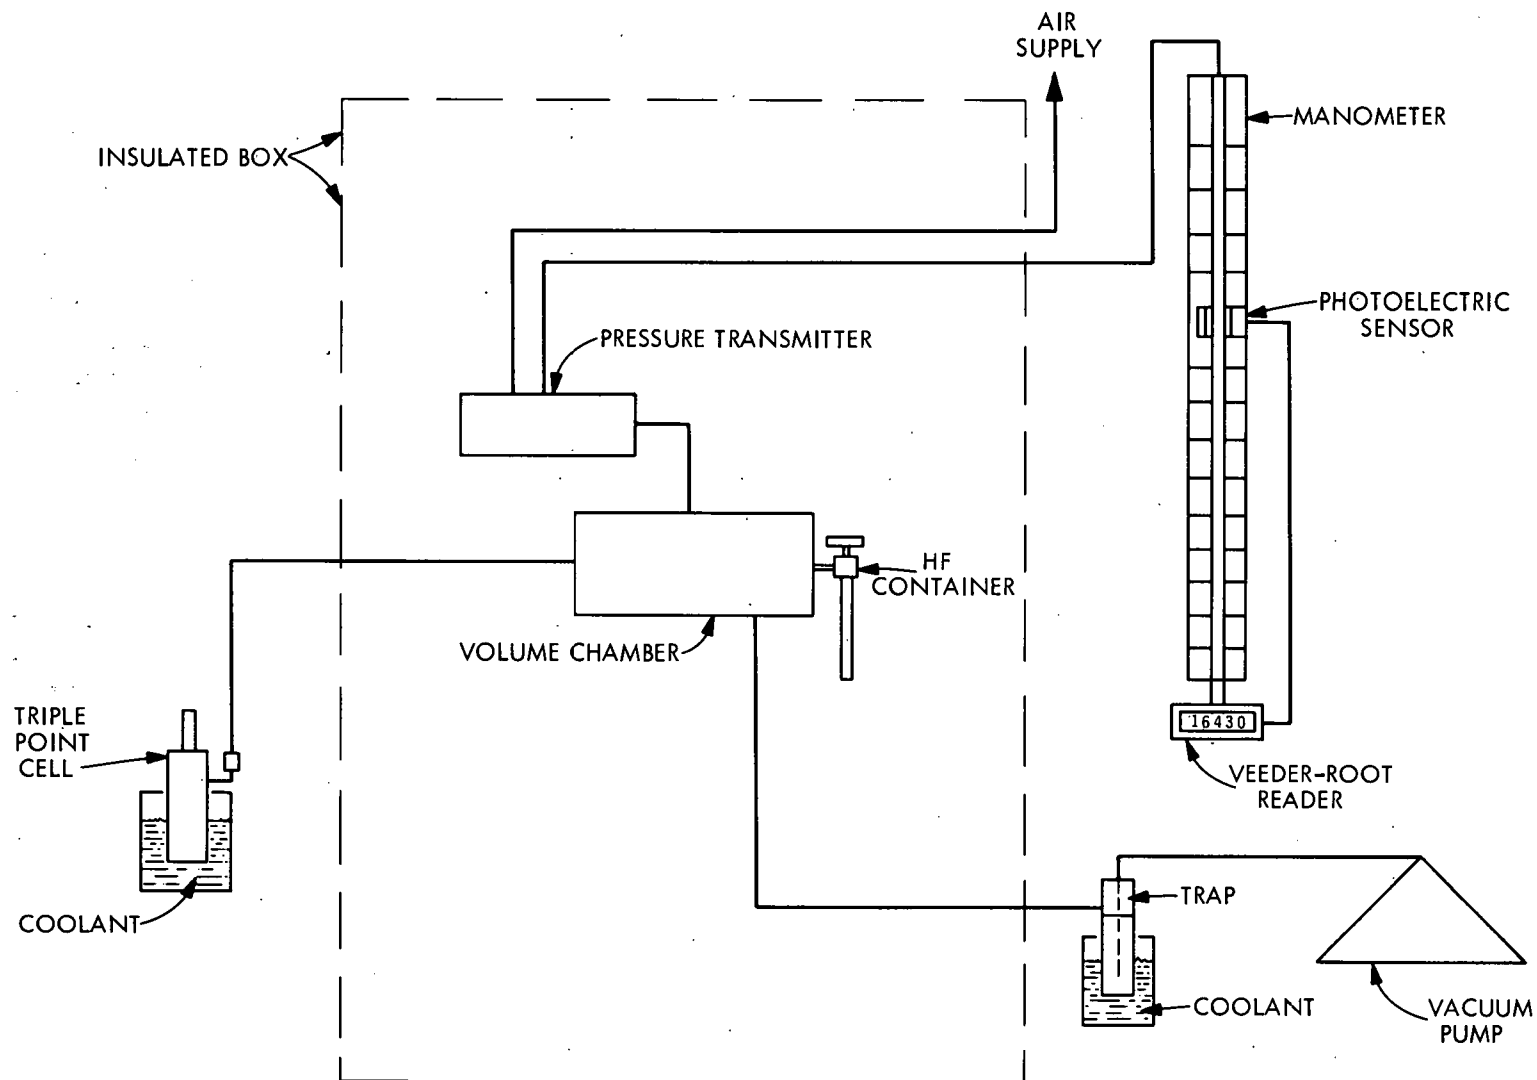 AIR
SUPPLY
MANOMETER
INSULATED BOX
PHOTOELECTRIC
SENSOR
PRESSURE TRANSMITTER
HF
CONTAINER
VOLUME CHAMBER
TRIPLE
POINT
CELL
16430
VEEDER-ROOT
READER
COOLANT
TRAP
COOLANT
VACUUM
PUMP